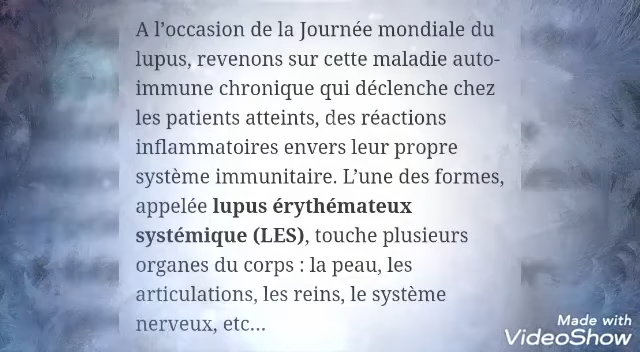 A l’occasion de la Journée mondiale du
lupus, revenons sur cette maladie auto-
immune chronique qui déclenche chez
les patients atteints, des réactions
inflammatoires envers leur propre
système immunitaire. L’une des formes,
appelée lupus érythémateux
systémique (LES), touche plusieurs
organes du corps : la peau, les
articulations, les reins, le système
nerveux, etc...
Made with
VideoShow